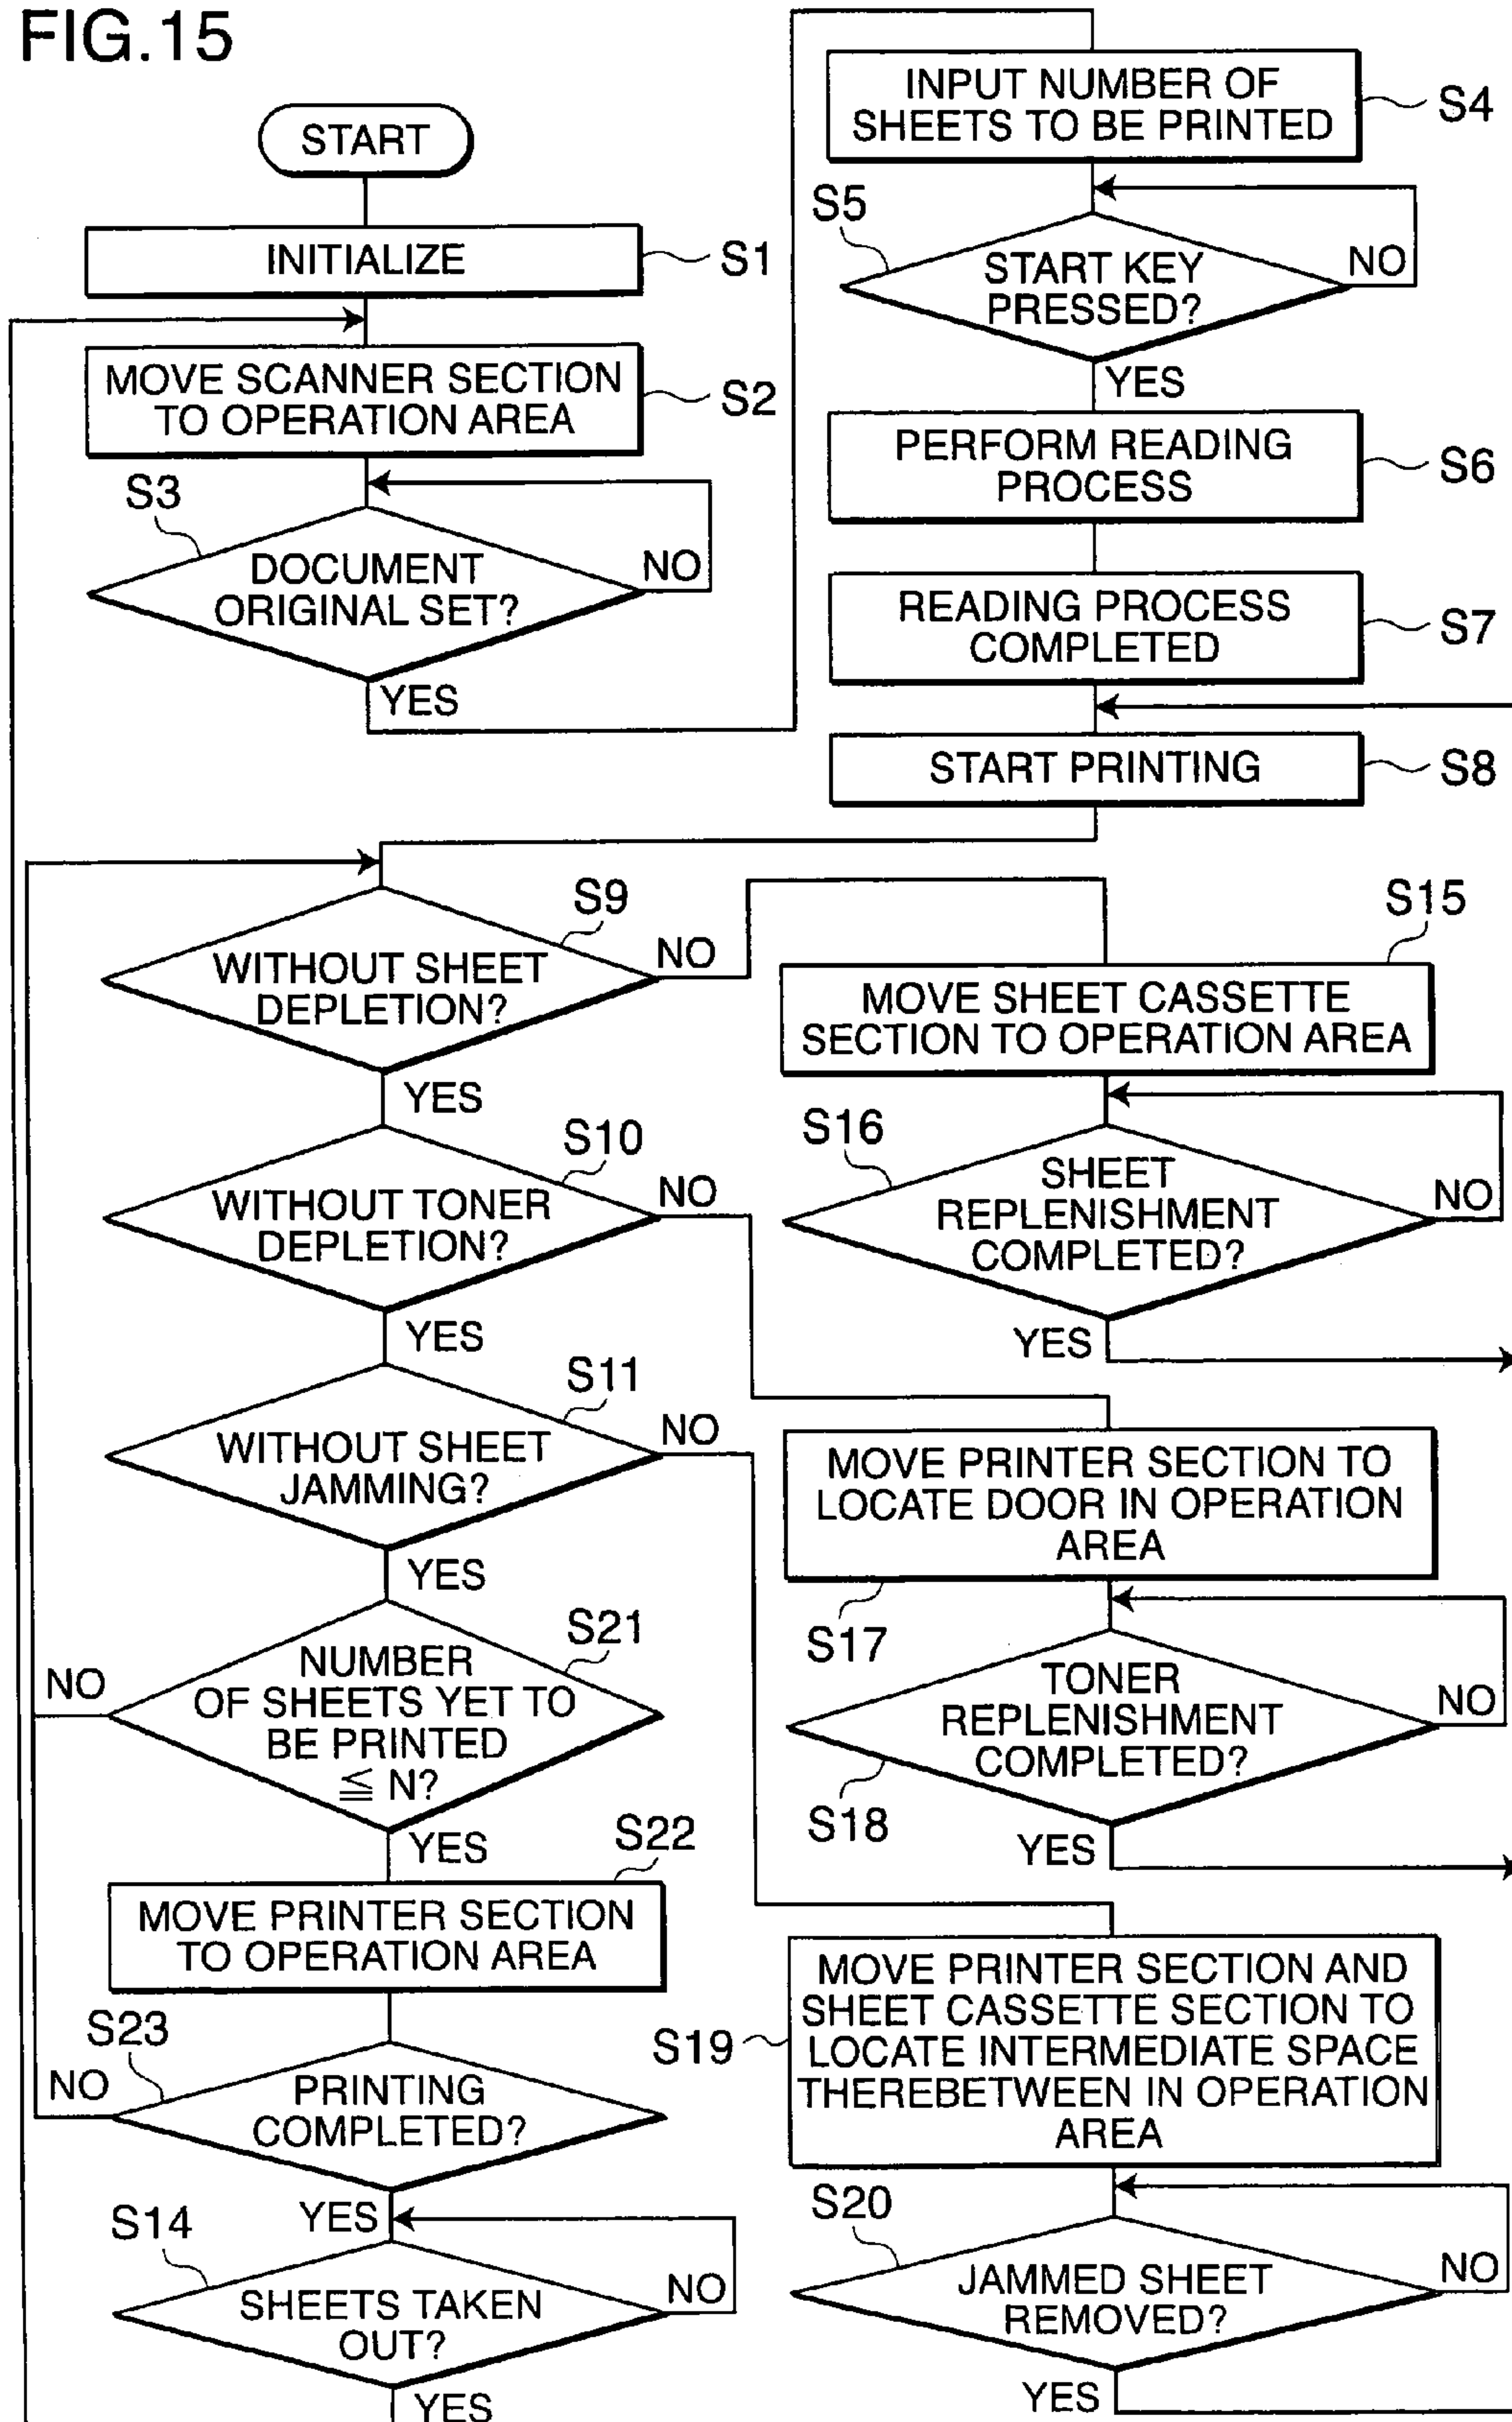 FIG.15
START
INITIALIZE
S1
MOVE SCANNER SECTION
TO OPERATION AREA
S2
S3
DOCUMENT
ORIGINAL SET?
NO
YES
INPUT NUMBER OF
SHEETS TO BE PRINTED
S4
S5
START KEY
PRESSED?
NO
YES
PERFORM READING
PROCESS
S6
READING PROCESS
COMPLETED
S7
START PRINTING
S8
S9
WITHOUT SHEET
DEPLETION?
NO
YES
S10
WITHOUT TONER
DEPLETION?
NO
YES
S11
WITHOUT SHEET
JAMMING?
NO
YES
S21
NUMBER
OF SHEETS YET TO
BE PRINTED
≦ N?
NO
YES
S22
MOVE PRINTER SECTION
TO OPERATION AREA
S23
PRINTING
COMPLETED?
NO
YES
S14
SHEETS TAKEN
OUT?
NO
YES
S15
MOVE SHEET CASSETTE
SECTION TO OPERATION AREA
S16
SHEET
REPLENISHMENT
COMPLETED?
NO
YES
MOVE PRINTER SECTION TO
LOCATE DOOR IN OPERATION
AREA
S17
TONER
REPLENISHMENT
COMPLETED?
NO
S18
YES
MOVE PRINTER SECTION AND
SHEET CASSETTE SECTION TO
LOCATE INTERMEDIATE SPACE
THEREBETWEEN IN OPERATION
AREA
S19
S20
JAMMED SHEET
REMOVED?
NO
YES